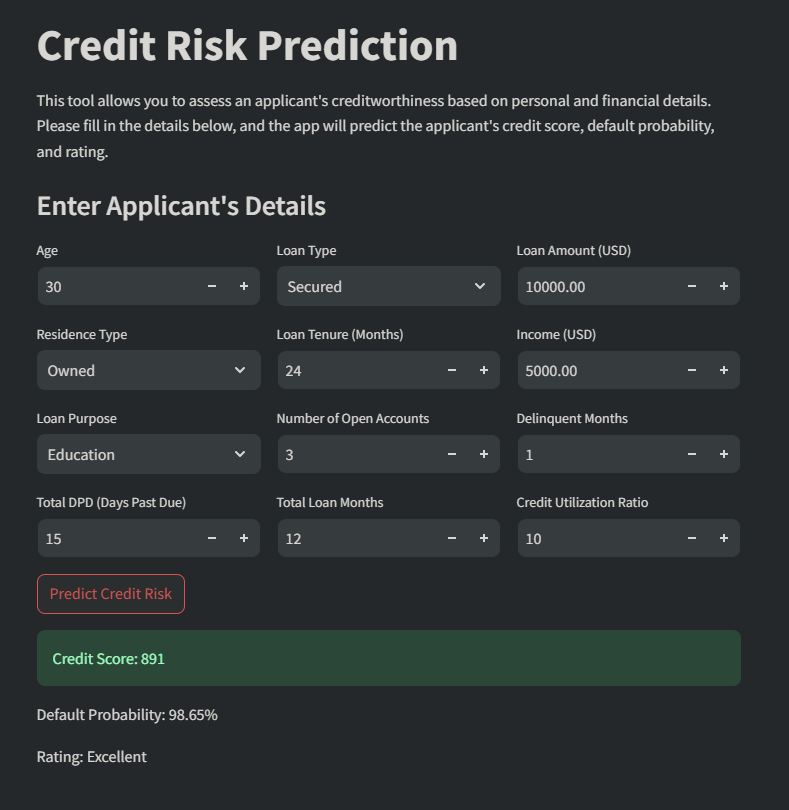 Credit Risk Prediction
This tool allows you to assess an applicant's creditworthiness based on personal and financial details.
Please fill in the details below, and the app will predict the applicant's credit score, default probability,
and rating.
Enter Applicant's Details
Age
Loan Type
Loan Amount (USD)
30
Secured
10000.00
Residence Type
Loan Tenure (Months)
Income (USD)
Owned
24
5000.00
Loan Purpose
Number of Open Accounts
Delinquent Months
Education
3
1
Total DPD (Days Past Due)
Total Loan Months
Credit Utilization Ratio
15
12
10
Predict Credit Risk
Credit Score: 891
Default Probability: 98.65%
Rating: Excellent